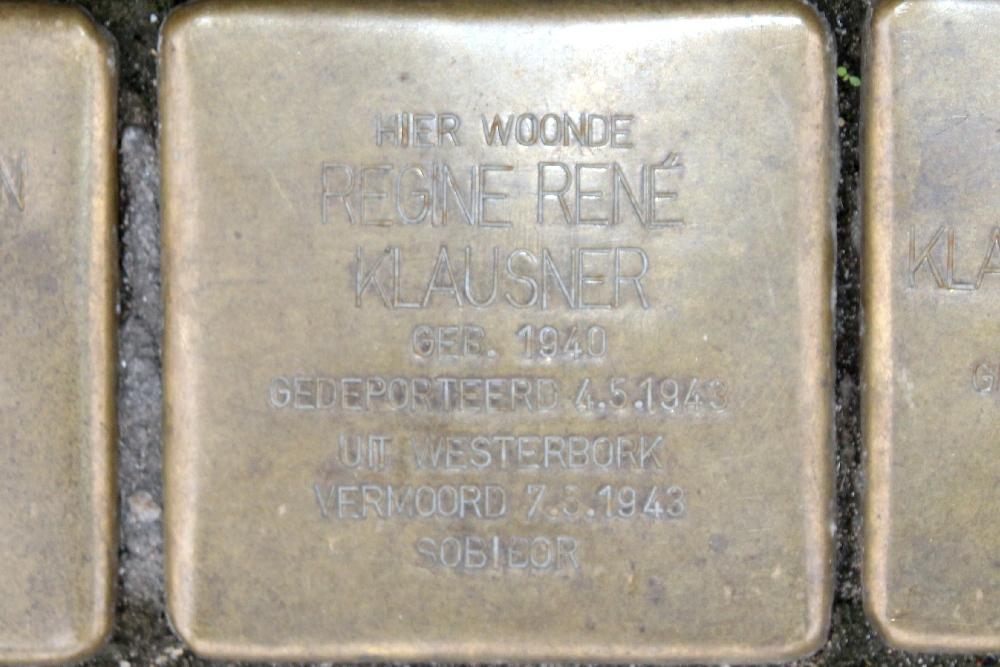 HIER WOONDE
REGINE RENÉ
KLAUSNER
GEB. 1940
GEDEPORTEERD 4.5.1943
UIT WESTERBORK
VERMOORD 7.5.1943
SOBIBOR